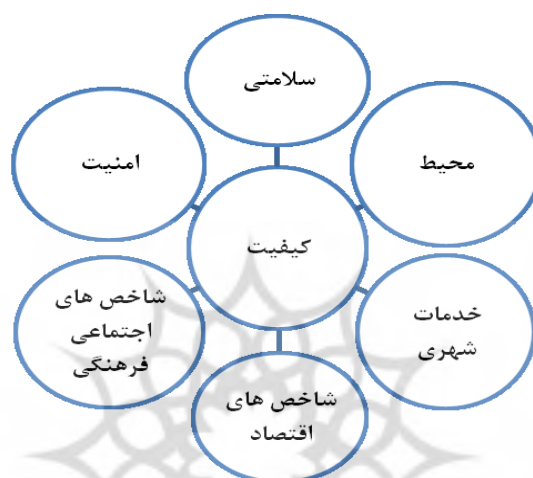 سلامتی
محیط
امنیت
کیفیت
خدمات
شهری
شاخص های
اجتماعی
فرهنگی
شاخص های
اقتصاد